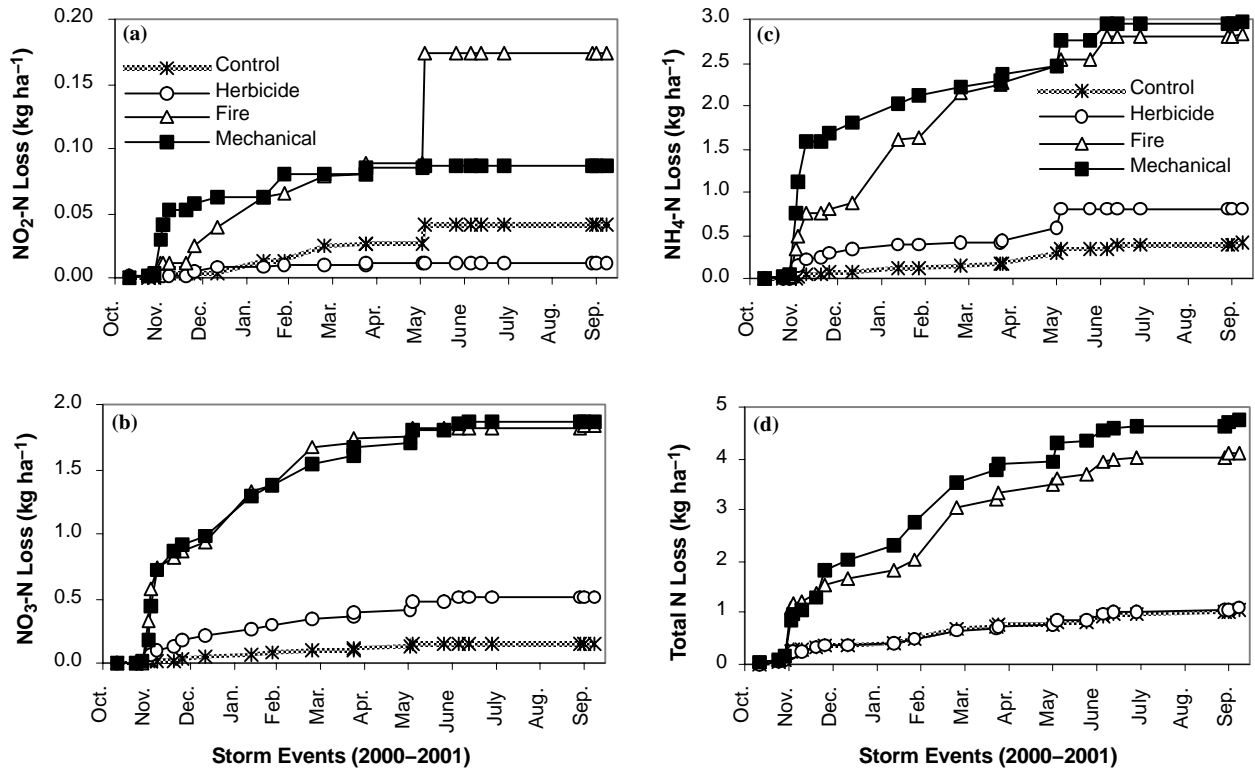 (a)
NO₂-N Loss (kg ha⁻¹)
0.20
0.15
0.10
0.05
0.00
Control
Herbicide
Fire
Mechanical
Oct.
Nov.
Dec.
Jan.
Feb.
Mar.
Apr.
May
June
July
Aug.
Sep.
(c)
NH₄-N Loss (kg ha⁻¹)
3.0
2.5
2.0
1.5
1.0
0.5
0.0
Control
Herbicide
Fire
Mechanical
Oct.
Nov.
Dec.
Jan.
Feb.
Mar.
Apr.
May
June
July
Aug.
Sep.
(b)
NO₃-N Loss (kg ha⁻¹)
2.0
1.5
1.0
0.5
0.0
Oct.
Nov.
Dec.
Jan.
Feb.
Mar.
Apr.
May
June
July
Aug.
Sep.
Storm Events (2000–2001)
(d)
Total N Loss (kg ha⁻¹)
5
4
3
2
1
0
Oct.
Nov.
Dec.
Jan.
Feb.
Mar.
Apr.
May
June
July
Aug.
Sep.
Storm Events (2000–2001)